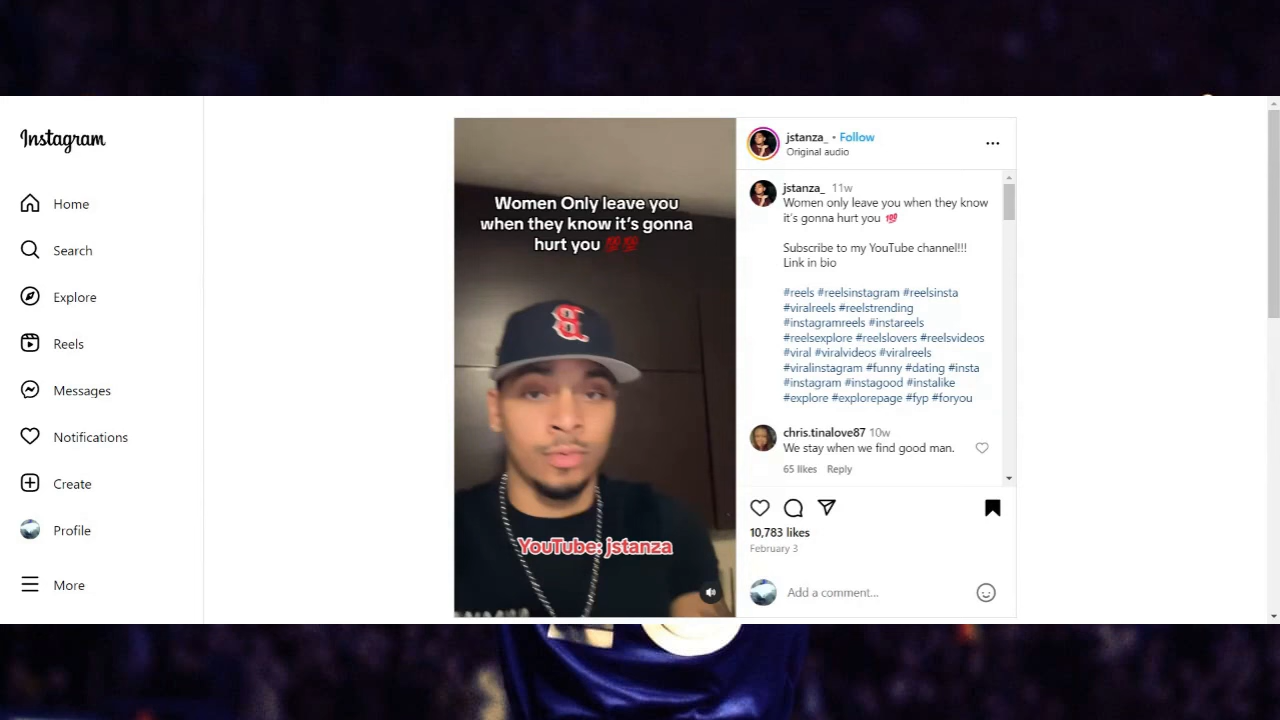 Instagram
Home
Search
Explore
Reels
Messages
Notifications
Create
Profile
More
Women Only leave you
when they know it's gonna
hurt you 💯💯
B
YouTube: jstanza
jstanza_ • Follow
Original audio
jstanza_ 11w
Women only leave you when they know
it's gonna hurt you 💯
Subscribe to my YouTube channel!!!
Link in bio
#reels #reelsinstagram #reelsinsta
#viralreels #reelstrending
#instagramreels #instareels
#reelsexplore #reelslovers #reelsvideos
#viral #viralvideos #viralreels
#viralinstagram #funny #dating #insta
#instagram #instagood #instalike
#explore #explorepage #fyp #foryou
chris.tinalove87 10w
We stay when we find good man.
65 likes Reply
10,783 likes
February 3
Add a comment...